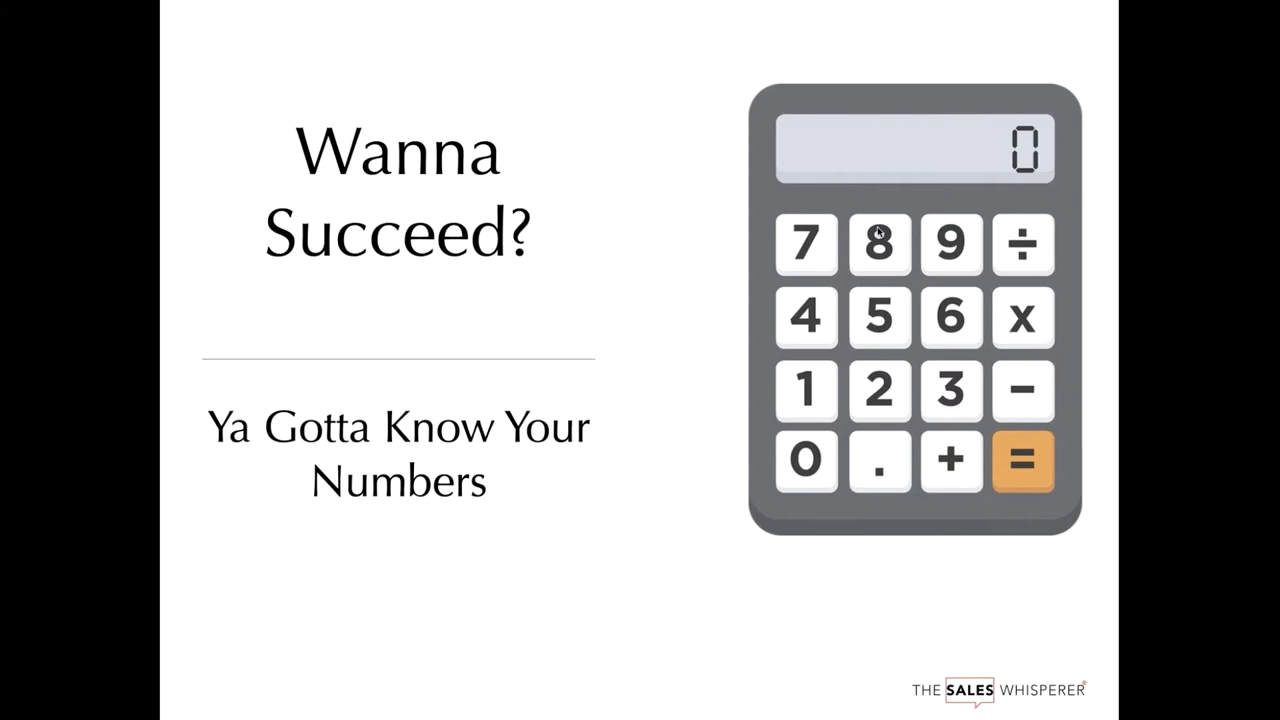 Wanna
Succeed?
Ya Gotta Know Your
Numbers
0
7 8 9 ÷
4 5 6 x
1 2 3 −
0 . + =
THE SALES WHISPERER®